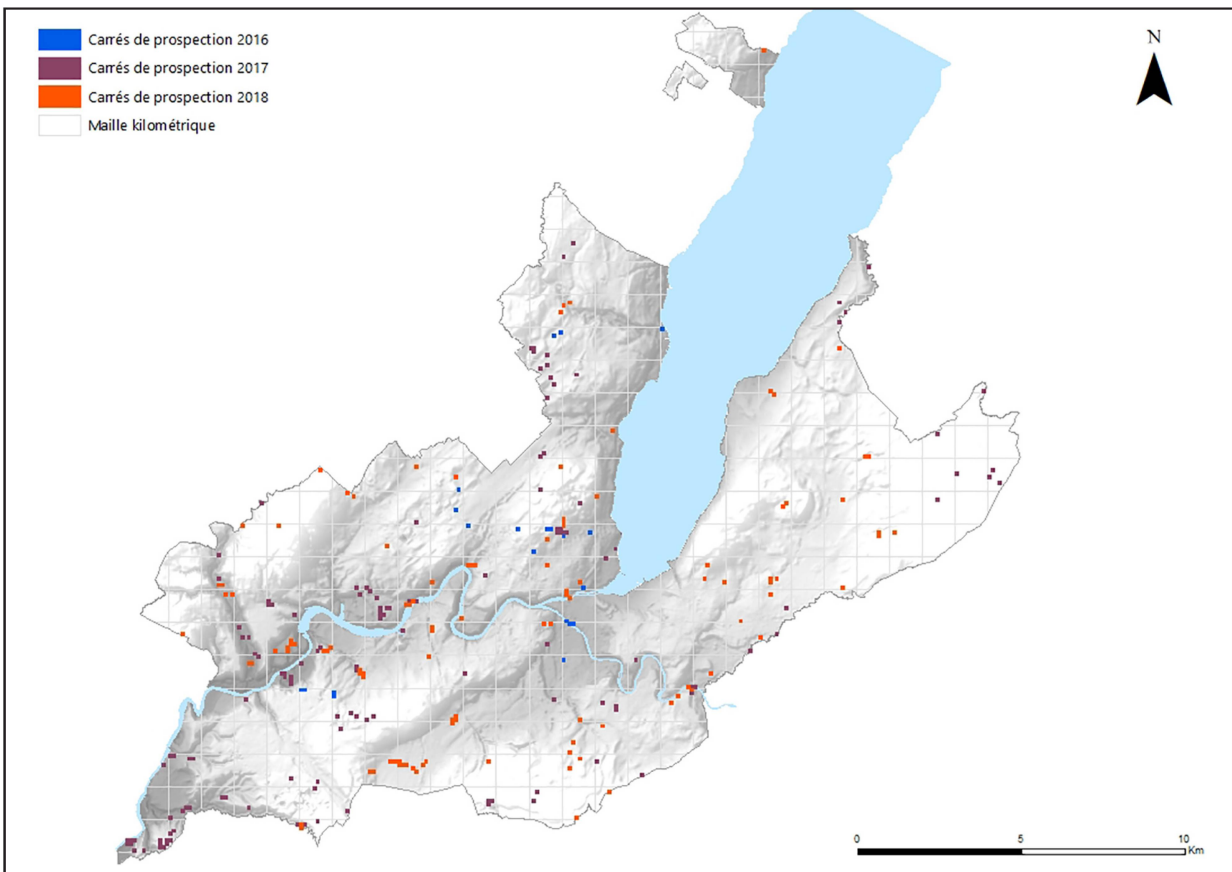 Carrés de prospection 2016
Carrés de prospection 2017
Carrés de prospection 2018
Maille kilométrique
N
0 5 10
Km